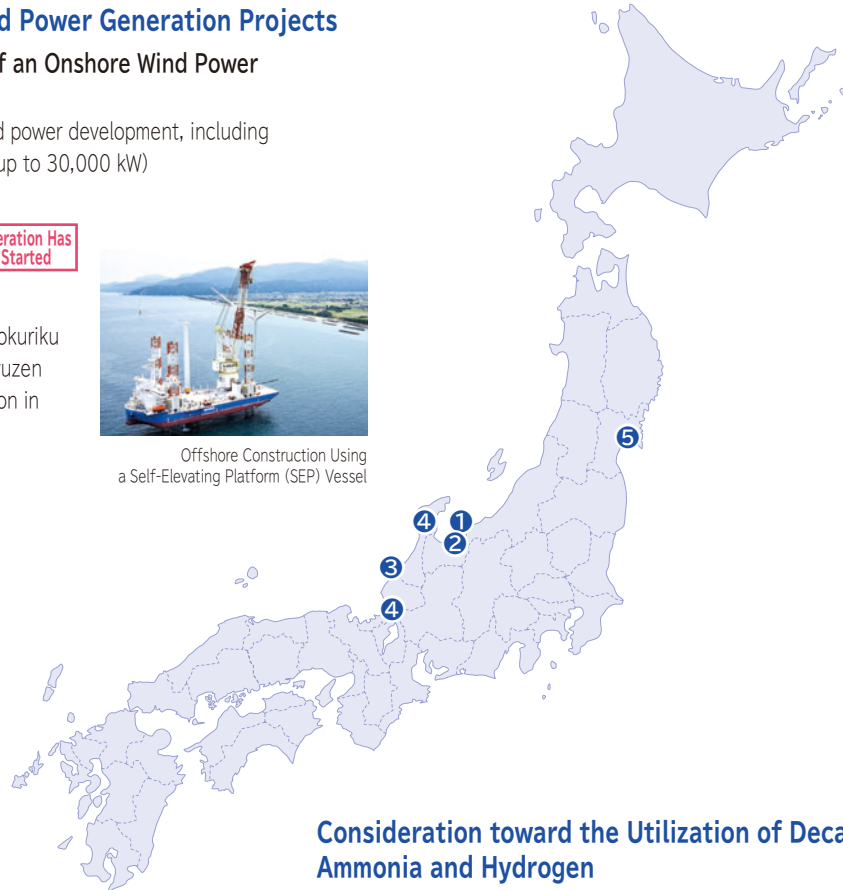 d Power Generation Projects
f an Onshore Wind Power
d power development, including
up to 30,000 kW)
eration Has
Started
okuriku
uzen
on in
Offshore Construction Using
a Self-Elevating Platform (SEP) Vessel
5
4 1
2
3
4
Consideration toward the Utilization of Deca
Ammonia and Hydrogen